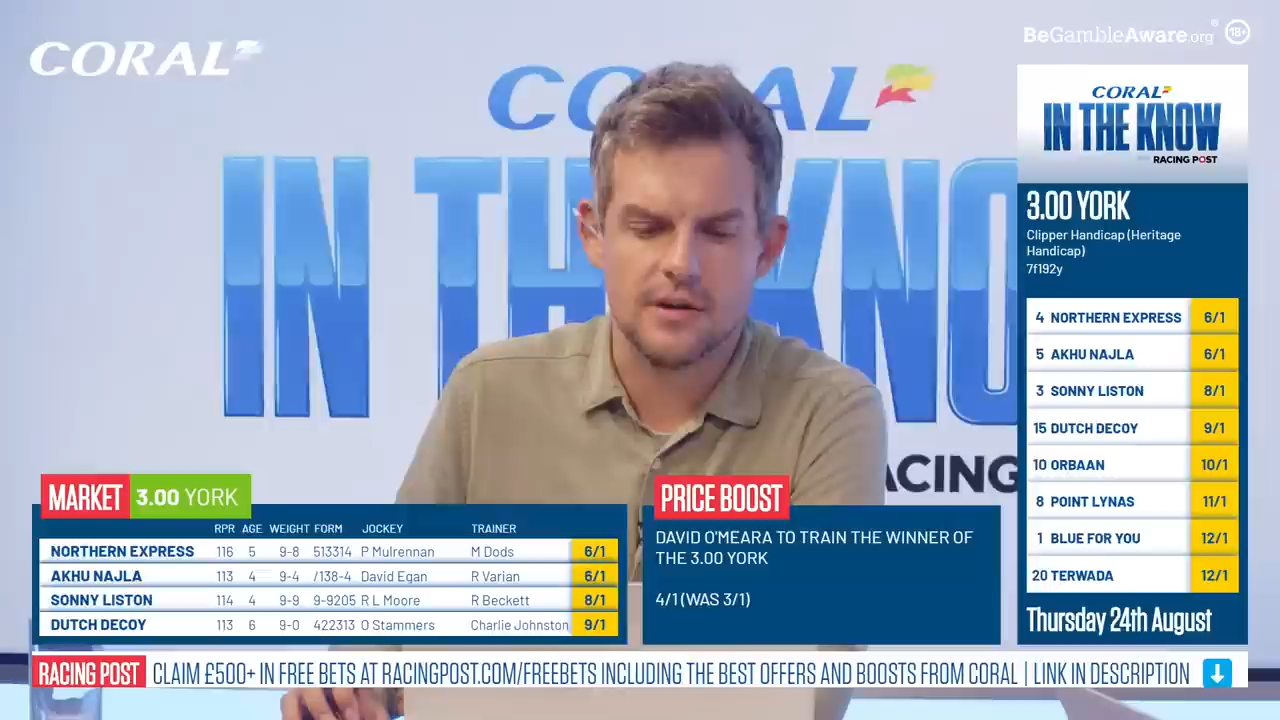 CORAL
BeGambleAware.org® 18+
CORAL
IN THE KNO
ACING
CORAL
IN THE KNOW
WITH RACING POST
3.00 YORK
Clipper Handicap (Heritage
Handicap)
7f192y
4 NORTHERN EXPRESS 6/1
5 AKHU NAJLA 6/1
3 SONNY LISTON 8/1
15 DUTCH DECOY 9/1
10 ORBAAN 10/1
8 POINT LYNAS 11/1
1 BLUE FOR YOU 12/1
20 TERWADA 12/1
Thursday 24th August
MARKET 3.00 YORK
RPR AGE WEIGHT FORM JOCKEY TRAINER
NORTHERN EXPRESS 116 5 9-8 513314 P Mulrennan M Dods 6/1
AKHU NAJLA 113 4 9-4 /138-4 David Egan R Varian 6/1
SONNY LISTON 114 4 9-9 9-9205 R L Moore R Beckett 8/1
DUTCH DECOY 113 6 9-0 422313 O Stammers Charlie Johnston 9/1
PRICE BOOST
DAVID O'MEARA TO TRAIN THE WINNER OF
THE 3.00 YORK
4/1 (WAS 3/1)
RACING POST CLAIM £500+ IN FREE BETS AT RACINGPOST.COM/FREEBETS INCLUDING THE BEST OFFERS AND BOOSTS FROM CORAL | LINK IN DESCRIPTION